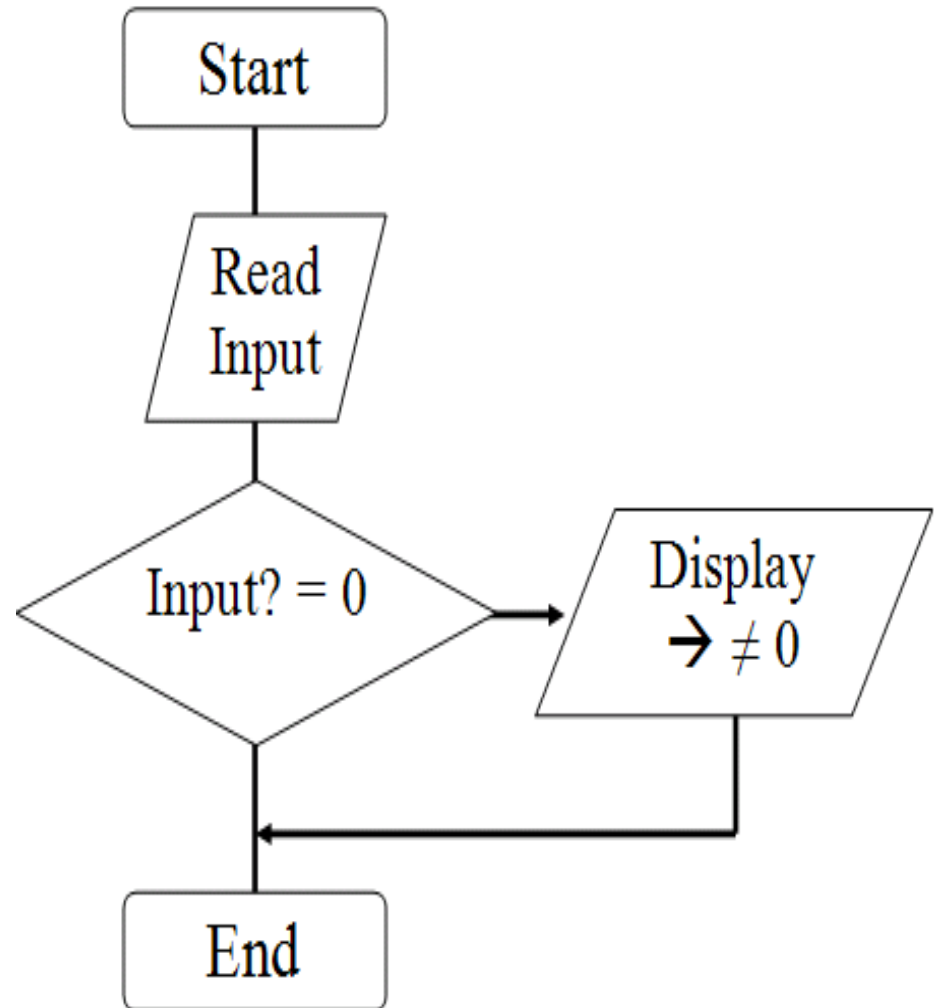 Start
Read
Input
Input? = 0
Display
→ ≠ 0
End